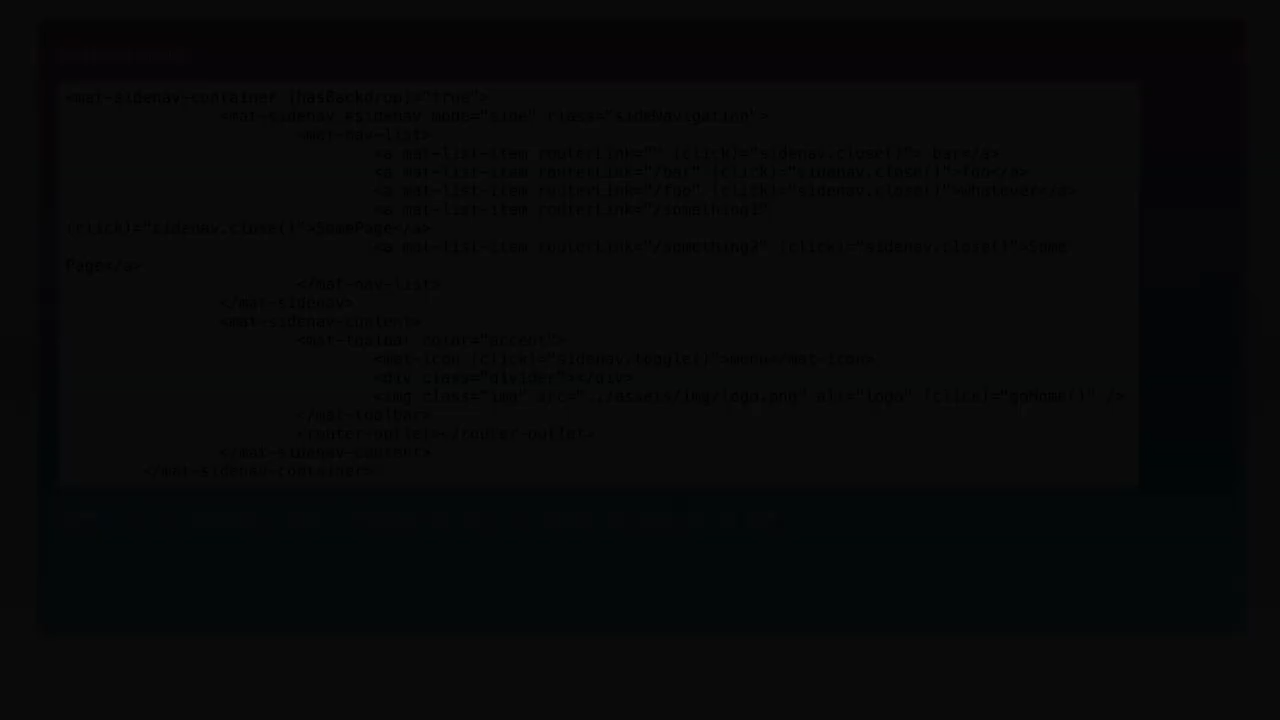 <mat-sidenav-container [hasBackdrop]="true">
<mat-sidenav #sidenav mode="side" class="sideNavigation">
<mat-nav-list>
<a mat-list-item routerLink="" (click)="sidenav.close()"> bar</a>
<a mat-list-item routerLink="/bar" (click)="sidenav.close()">foo</a>
<a mat-list-item routerLink="/foo" (click)="sidenav.close()">whatever</a>
<a mat-list-item routerLink="/something1"
(click)="sidenav.close()">SomePage</a>
<a mat-list-item routerLink="/something2" (click)="sidenav.close()">Some
Page</a>
</mat-nav-list>
</mat-sidenav>
<mat-sidenav-content>
<mat-toolbar color="accent">
<mat-icon (click)="sidenav.toggle()">menu</mat-icon>
<div class="divider"></div>
<img class="img" src="../assets/img/logo.png" alt="logo" (click)="goHome()" />
</mat-toolbar>
<router-outlet></router-outlet>
</mat-sidenav-content>
</mat-sidenav-container>